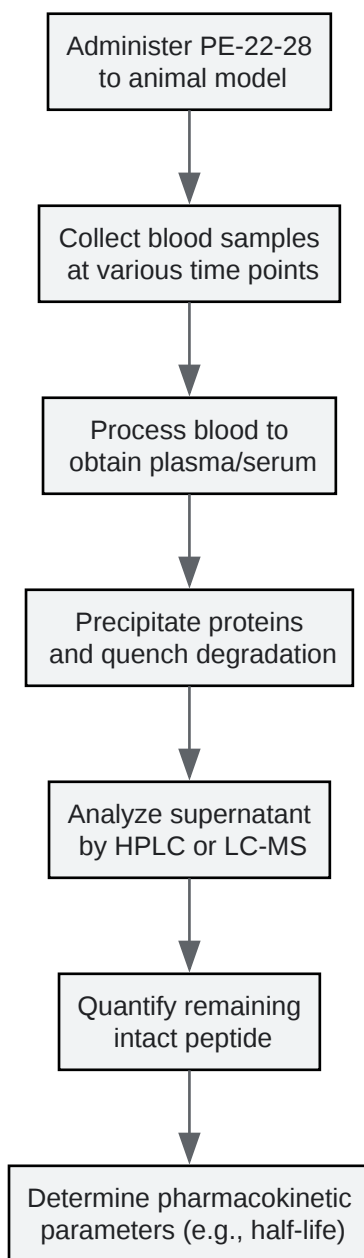 Administer PE-22-28
to animal model
Collect blood samples
at various time points
Process blood to
obtain plasma/serum
Precipitate proteins
and quench degradation
Analyze supernatant
by HPLC or LC-MS
Quantify remaining
intact peptide
Determine pharmacokinetic
parameters (e.g., half-life)